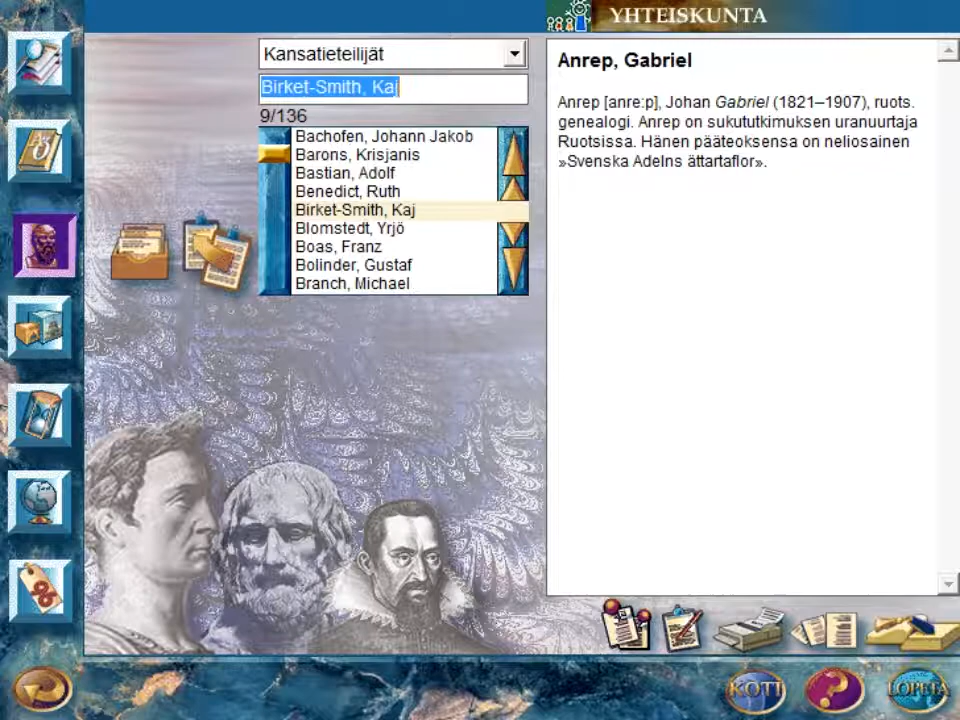 YHTEISKUNTA
Kansatieteilijät
Birket-Smith, Kaj
9/136
Bachofen, Johann Jakob
Barons, Krisjanis
Bastian, Adolf
Benedict, Ruth
Birket-Smith, Kaj
Blomstedt, Yrjö
Boas, Franz
Bolinder, Gustaf
Branch, Michael
Anrep, Gabriel
Anrep [anre:p], Johan Gabriel (1821–1907), ruots.
genealogi. Anrep on sukututkimuksen uranuurtaja
Ruotsissa. Hänen pääteoksensa on neliosainen
»Svenska Adelns ättartaflor».
KOTI
?
LOPETA